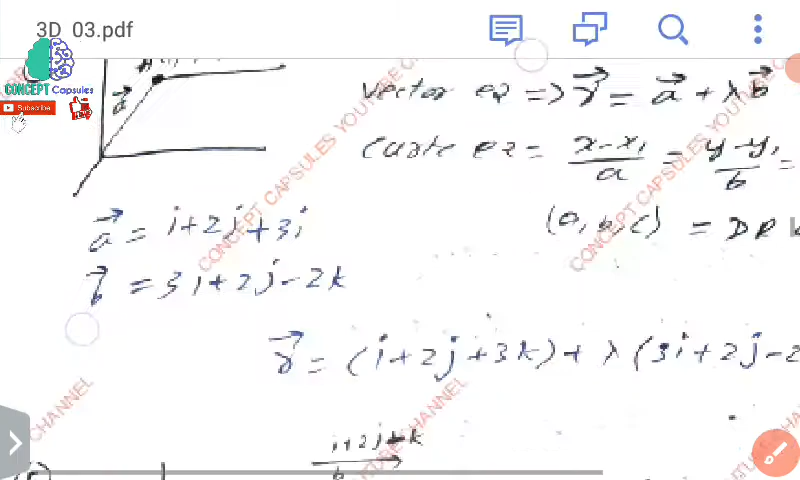 3D_03.pdf
CONCEPT
Capsules
Subscribe
a
vector eq => r = a + λb
carte eq = x-x1/a = y-y1/b =
(a, b, c) = DR
a = i+2j+3i
b = 3i+2j-2k
r = (i+2j+3k)+ λ(3i+2j-2
i+2j+k
b
CONCEPT CAPSULES YOUTUBE CHANNEL